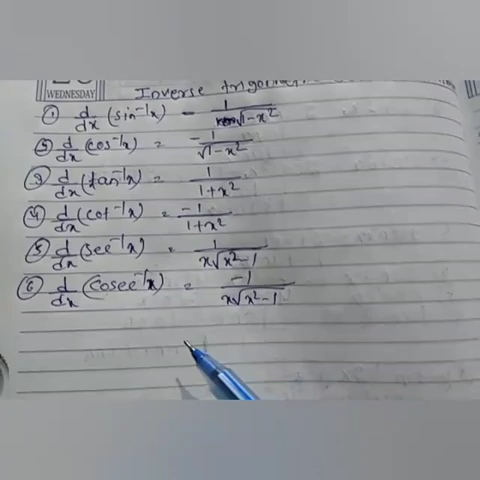 WEDNESDAY
Inverse
① d/dx (sin⁻¹x) = 1/√1-x²
② d/dx (cos⁻¹x) = -1/√1-x²
③ d/dx (tan⁻¹x) = 1/1+x²
④ d/dx (cot⁻¹x) = -1/1+x²
⑤ d/dx (sec⁻¹x) = 1/x√x²-1
⑥ d/dx (cosec⁻¹x) = -1/x√x²-1